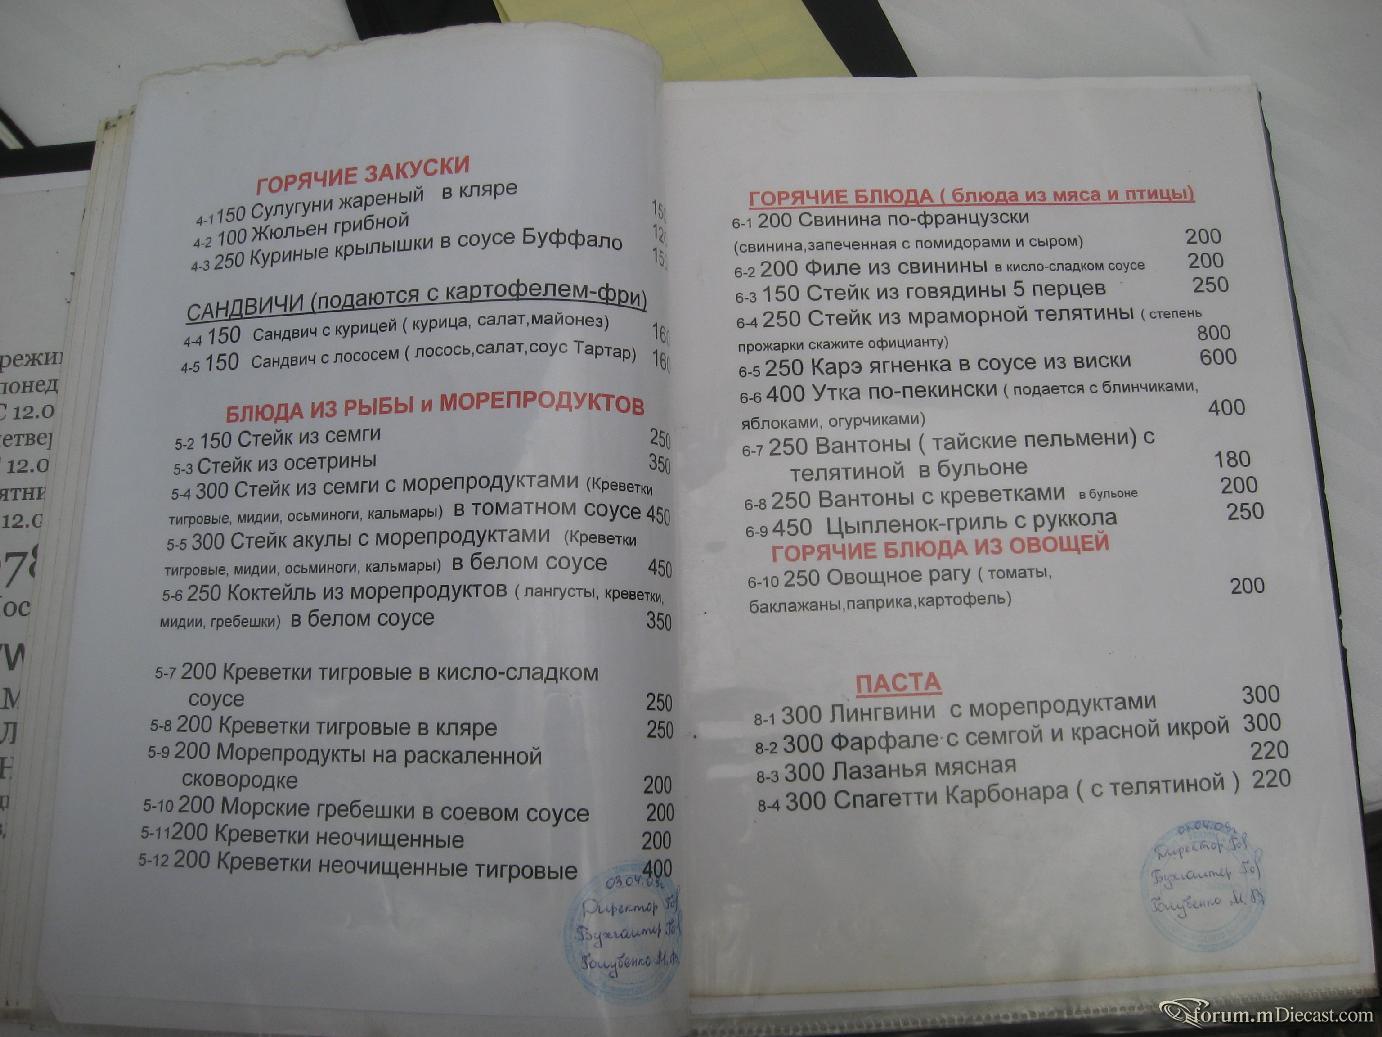 ГОРЯЧИЕ ЗАКУСКИ
4-1 150 Сулугуни жареный в кляре 150
4-2 100 Жюльен грибной
4-3 250 Куриные крылышки в соусе Буффало
САНДВИЧИ (подаются с картофелем-фри)
4-4 150 Сандвич с курицей ( курица, салат,майонез) 160
4-5 150 Сандвич с лососем ( лосось,салат,соус Тартар) 160
БЛЮДА ИЗ РЫБЫ и МОРЕПРОДУКТОВ
5-2 150 Стейк из семги 250
5-3 Стейк из осетрины 350
5-4 300 Стейк из семги с морепродуктами (Креветки
тигровые, мидии, осьминоги, кальмары) в томатном соусе 450
5-5 300 Стейк акулы с морепродуктами (Креветки
тигровые, мидии, осьминоги, кальмары) в белом соусе 450
5-6 250 Коктейль из морепродуктов ( лангусты, креветки,
мидии, гребешки) в белом соусе 350
5-7 200 Креветки тигровые в кисло-сладком
соусе 250
5-8 200 Креветки тигровые в кляре 250
5-9 200 Морепродукты на раскаленной
сковородке 200
5-10 200 Морские гребешки в соевом соусе 200
5-11 200 Креветки неочищенные 200
5-12 200 Креветки неочищенные тигровые 400
03.04.09г
Директор
Бухгалтер
Голубенко М.
ГОРЯЧИЕ БЛЮДА ( блюда из мяса и птицы)
6-1 200 Свинина по-французски
(свинина,запеченная с помидорами и сыром) 200
6-2 200 Филе из свинины в кисло-сладком соусе 200
6-3 150 Стейк из говядины 5 перцев 250
6-4 250 Стейк из мраморной телятины ( степень
прожарки скажите официанту) 800
6-5 250 Карэ ягненка в соусе из виски 600
6-6 400 Утка по-пекински ( подается с блинчиками,
яблоками, огурчиками) 400
6-7 250 Вантоны ( тайские пельмени) с
телятиной в бульоне 180
6-8 250 Вантоны с креветками в бульоне 200
6-9 450 Цыпленок-гриль с руккола 250
ГОРЯЧИЕ БЛЮДА ИЗ ОВОЩЕЙ
6-10 250 Овощное рагу ( томаты,
баклажаны,паприка,картофель) 200
ПАСТА
8-1 300 Лингвини с морепродуктами 300
8-2 300 Фарфале с семгой и красной икрой 300
8-3 300 Лазанья мясная 220
8-4 300 Спагетти Карбонара ( с телятиной ) 220
Директор
Бухгалтер
Голубенко М.
forum.mDiecast.com